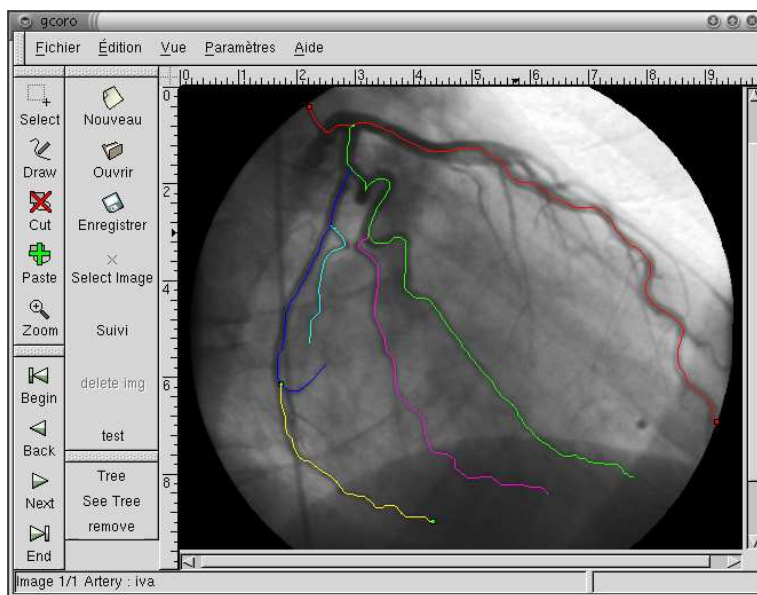 gcoro
Fichier Édition Vue Paramètres Aide
0 1 2 3 4 5 6 7 8 9
0
2
4
6
8
Select
Draw
Cut
Paste
Zoom
Begin
Back
Next
End
Nouveau
Ouvrir
Enregistrer
Select Image
Suivi
delete img
test
Tree
See Tree
remove
Image 1/1 Artery : iva